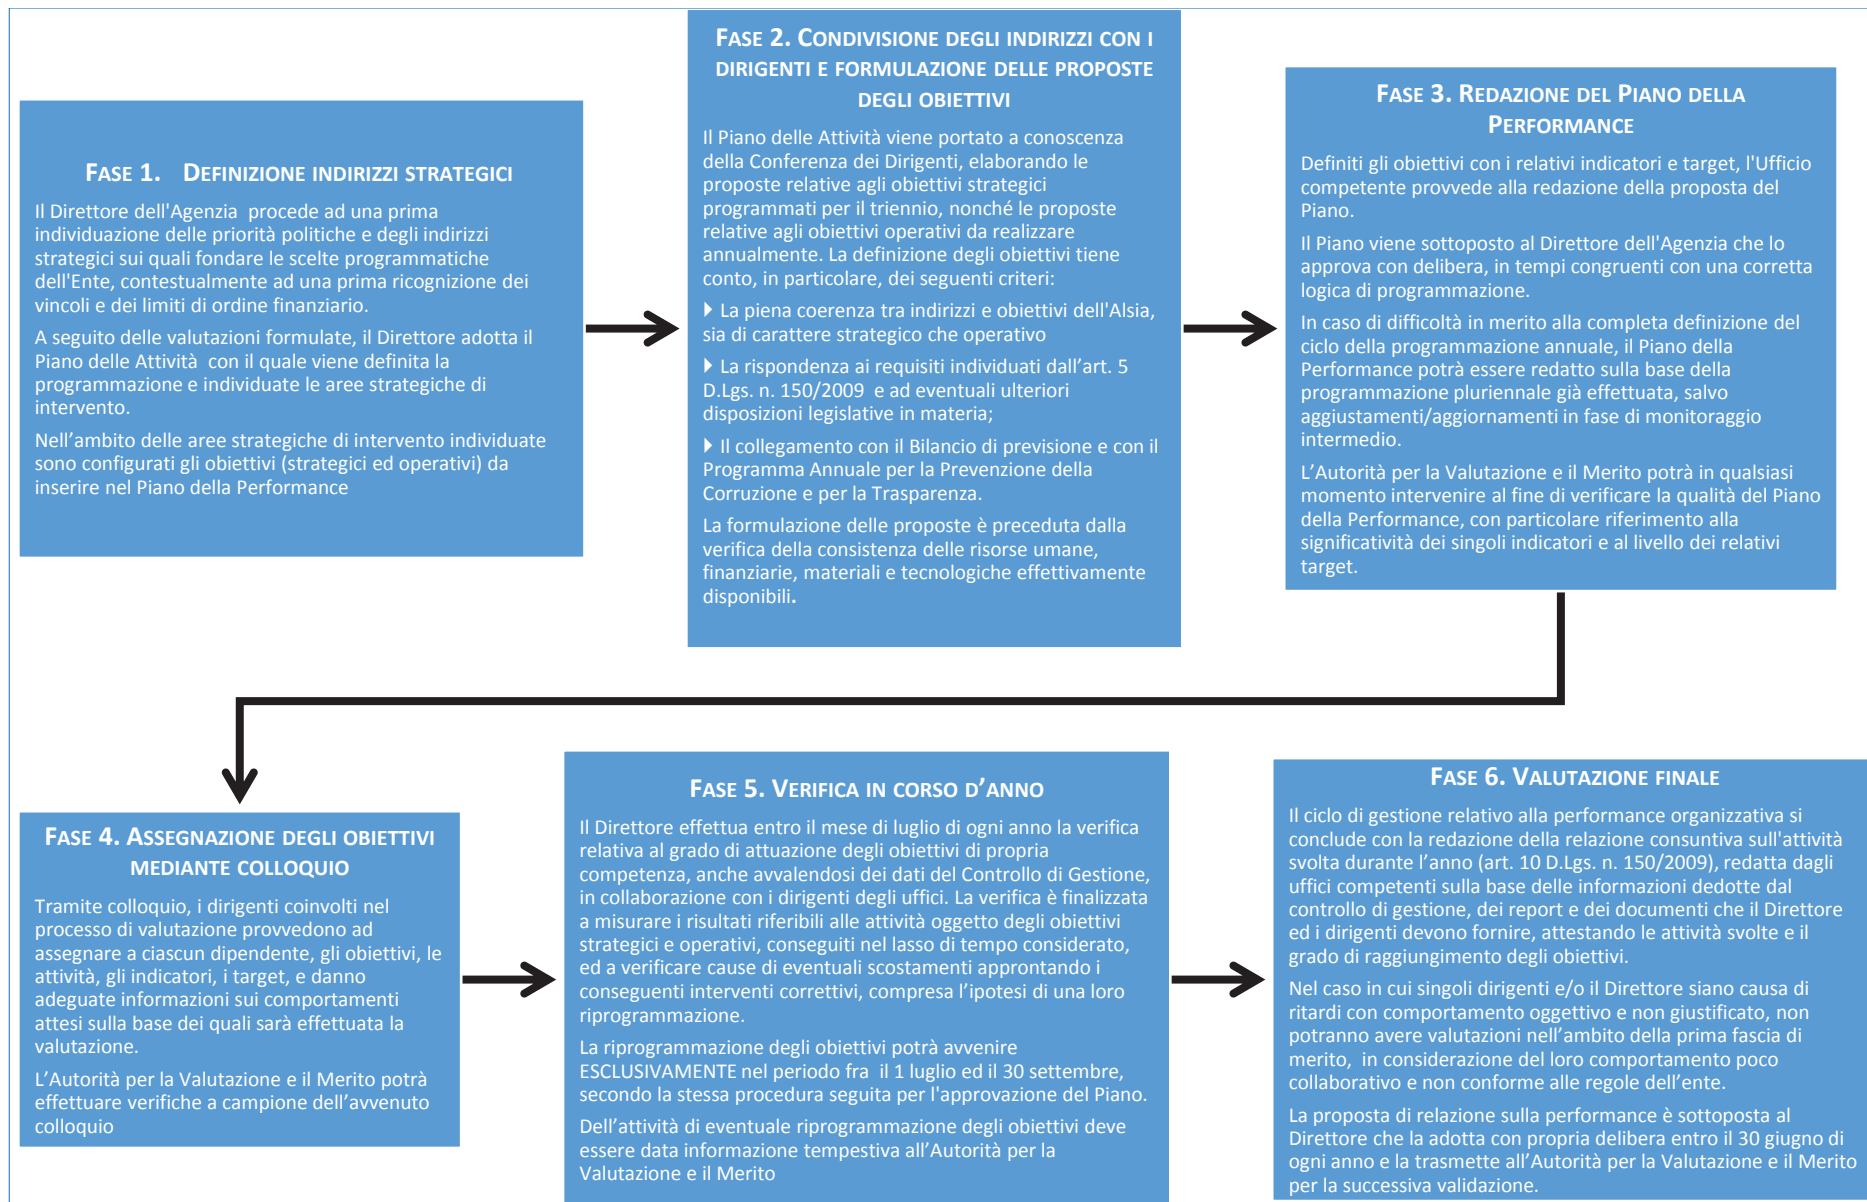 FASE 1. DEFINIZIONE INDIRIZZI STRATEGICI
Il Direttore dell'Agenzia procede ad una prima
individuazione delle priorità politiche e degli indirizzi
strategici sui quali fondare le scelte programmatiche
dell'Ente, contestualmente ad una prima ricognizione dei
vincoli e dei limiti di ordine finanziario.
A seguito delle valutazioni formulate, il Direttore adotta il
Piano delle Attività con il quale viene definita la
programmazione e individuate le aree strategiche di
intervento.
Nell’ambito delle aree strategiche di intervento individuate
sono configurati gli obiettivi (strategici ed operativi) da
inserire nel Piano della Performance
FASE 2. CONDIVISIONE DEGLI INDIRIZZI CON I
DIRIGENTI E FORMULAZIONE DELLE PROPOSTE
DEGLI OBIETTIVI
Il Piano delle Attività viene portato a conoscenza
della Conferenza dei Dirigenti, elaborando le
proposte relative agli obiettivi strategici
programmati per il triennio, nonché le proposte
relative agli obiettivi operativi da realizzare
annualmente. La definizione degli obiettivi tiene
conto, in particolare, dei seguenti criteri:
La piena coerenza tra indirizzi e obiettivi dell'Alsia,
sia di carattere strategico che operativo
La rispondenza ai requisiti individuati dall’art. 5
D.Lgs. n. 150/2009 e ad eventuali ulteriori
disposizioni legislative in materia;
Il collegamento con il Bilancio di previsione e con il
Programma Annuale per la Prevenzione della
Corruzione e per la Trasparenza.
La formulazione delle proposte è preceduta dalla
verifica della consistenza delle risorse umane,
finanziarie, materiali e tecnologiche effettivamente
disponibili.
FASE 3. REDAZIONE DEL PIANO DELLA
PERFORMANCE
Definiti gli obiettivi con i relativi indicatori e target, l'Ufficio
competente provvede alla redazione della proposta del
Piano.
Il Piano viene sottoposto al Direttore dell'Agenzia che lo
approva con delibera, in tempi congruenti con una corretta
logica di programmazione.
In caso di difficoltà in merito alla completa definizione del
ciclo della programmazione annuale, il Piano della
Performance potrà essere redatto sulla base della
programmazione pluriennale già effettuata, salvo
aggiustamenti/aggiornamenti in fase di monitoraggio
intermedio.
L’Autorità per la Valutazione e il Merito potrà in qualsiasi
momento intervenire al fine di verificare la qualità del Piano
della Performance, con particolare riferimento alla
significatività dei singoli indicatori e al livello dei relativi
target.
FASE 4. ASSEGNAZIONE DEGLI OBIETTIVI
MEDIANTE COLLOQUIO
Tramite colloquio, i dirigenti coinvolti nel
processo di valutazione provvedono ad
assegnare a ciascun dipendente, gli obiettivi, le
attività, gli indicatori, i target, e danno
adeguate informazioni sui comportamenti
attesi sulla base dei quali sarà effettuata la
valutazione.
L’Autorità per la Valutazione e il Merito potrà
effettuare verifiche a campione dell’avvenuto
colloquio
FASE 5. VERIFICA IN CORSO D’ANNO
Il Direttore effettua entro il mese di luglio di ogni anno la verifica
relativa al grado di attuazione degli obiettivi di propria
competenza, anche avvalendosi dei dati del Controllo di Gestione,
in collaborazione con i dirigenti degli uffici. La verifica è finalizzata
a misurare i risultati riferibili alle attività oggetto degli obiettivi
strategici e operativi, conseguiti nel lasso di tempo considerato,
ed a verificare cause di eventuali scostamenti approntando i
conseguenti interventi correttivi, compresa l’ipotesi di una loro
riprogrammazione.
La riprogrammazione degli obiettivi potrà avvenire
ESCLUSIVAMENTE nel periodo fra il 1 luglio ed il 30 settembre,
secondo la stessa procedura seguita per l'approvazione del Piano.
Dell’attività di eventuale riprogrammazione degli obiettivi deve
essere data informazione tempestiva all’Autorità per la
Valutazione e il Merito
FASE 6. VALUTAZIONE FINALE
Il ciclo di gestione relativo alla performance organizzativa si
conclude con la redazione della relazione consuntiva sull'attività
svolta durante l’anno (art. 10 D.Lgs. n. 150/2009), redatta dagli
uffici competenti sulla base delle informazioni dedotte dal
controllo di gestione, dei report e dei documenti che il Direttore
ed i dirigenti devono fornire, attestando le attività svolte e il
grado di raggiungimento degli obiettivi.
Nel caso in cui singoli dirigenti e/o il Direttore siano causa di
ritardi con comportamento oggettivo e non giustificato, non
potranno avere valutazioni nell’ambito della prima fascia di
merito, in considerazione del loro comportamento poco
collaborativo e non conforme alle regole dell’ente.
La proposta di relazione sulla performance è sottoposta al
Direttore che la adotta con propria delibera entro il 30 giugno di
ogni anno e la trasmette all’Autorità per la Valutazione e il Merito
per la successiva validazione.